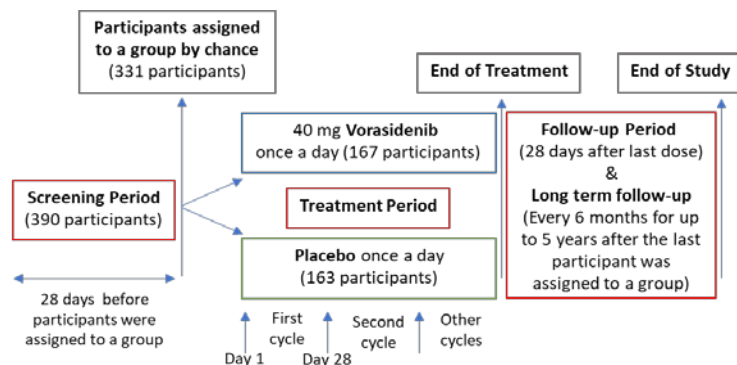 Participants assigned
to a group by chance
(331 participants)
End of Treatment
End of Study
40 mg Vorasidenib
once a day (167 participants)
Follow-up Period
(28 days after last dose)
&
Long term follow-up
(Every 6 months for up
to 5 years after the last
participant was
assigned to a group)
Screening Period
(390 participants)
Treatment Period
Placebo once a day
(163 participants)
28 days before
participants were
assigned to a group
First
cycle
Second
cycle
Other
cycles
Day 1
Day 28